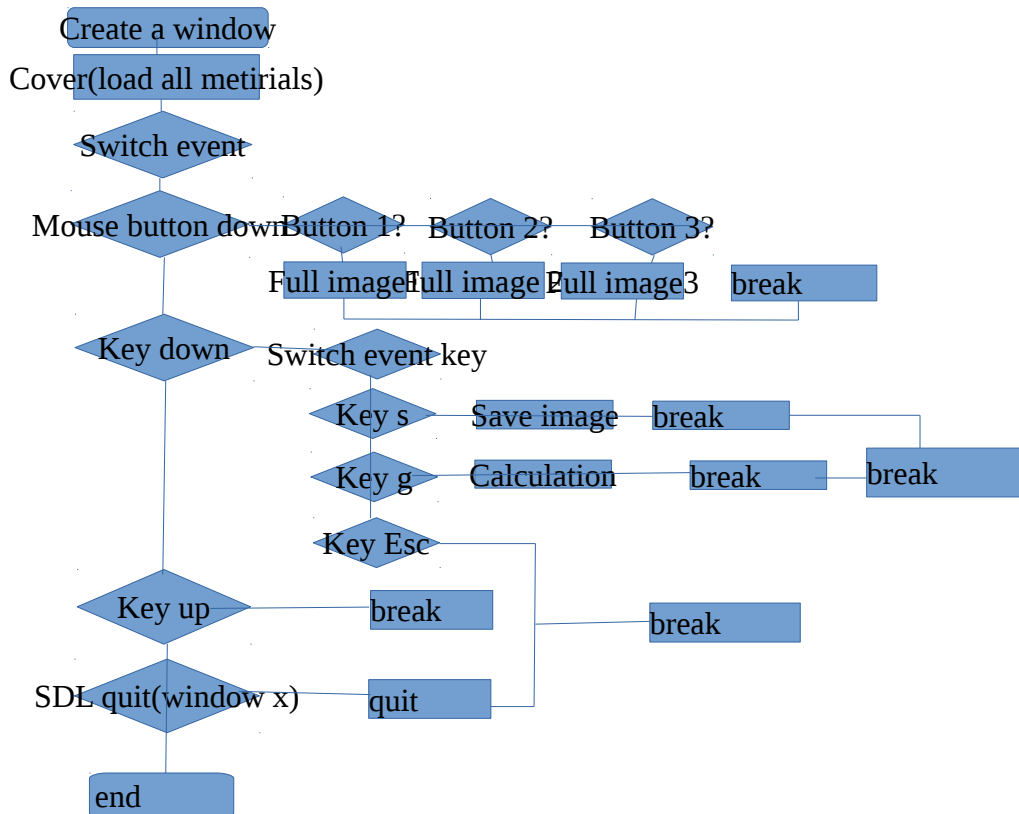 Create a window
Cover(load all metirials)
Switch event
Mouse button down
Button 1?
Button 2?
Button 3?
Full image1
Full image 2
Full image3
break
Key down
Switch event key
Key s
Save image
break
Key g
Calculation
break
break
Key Esc
Key up
break
break
SDL quit(window x)
quit
end